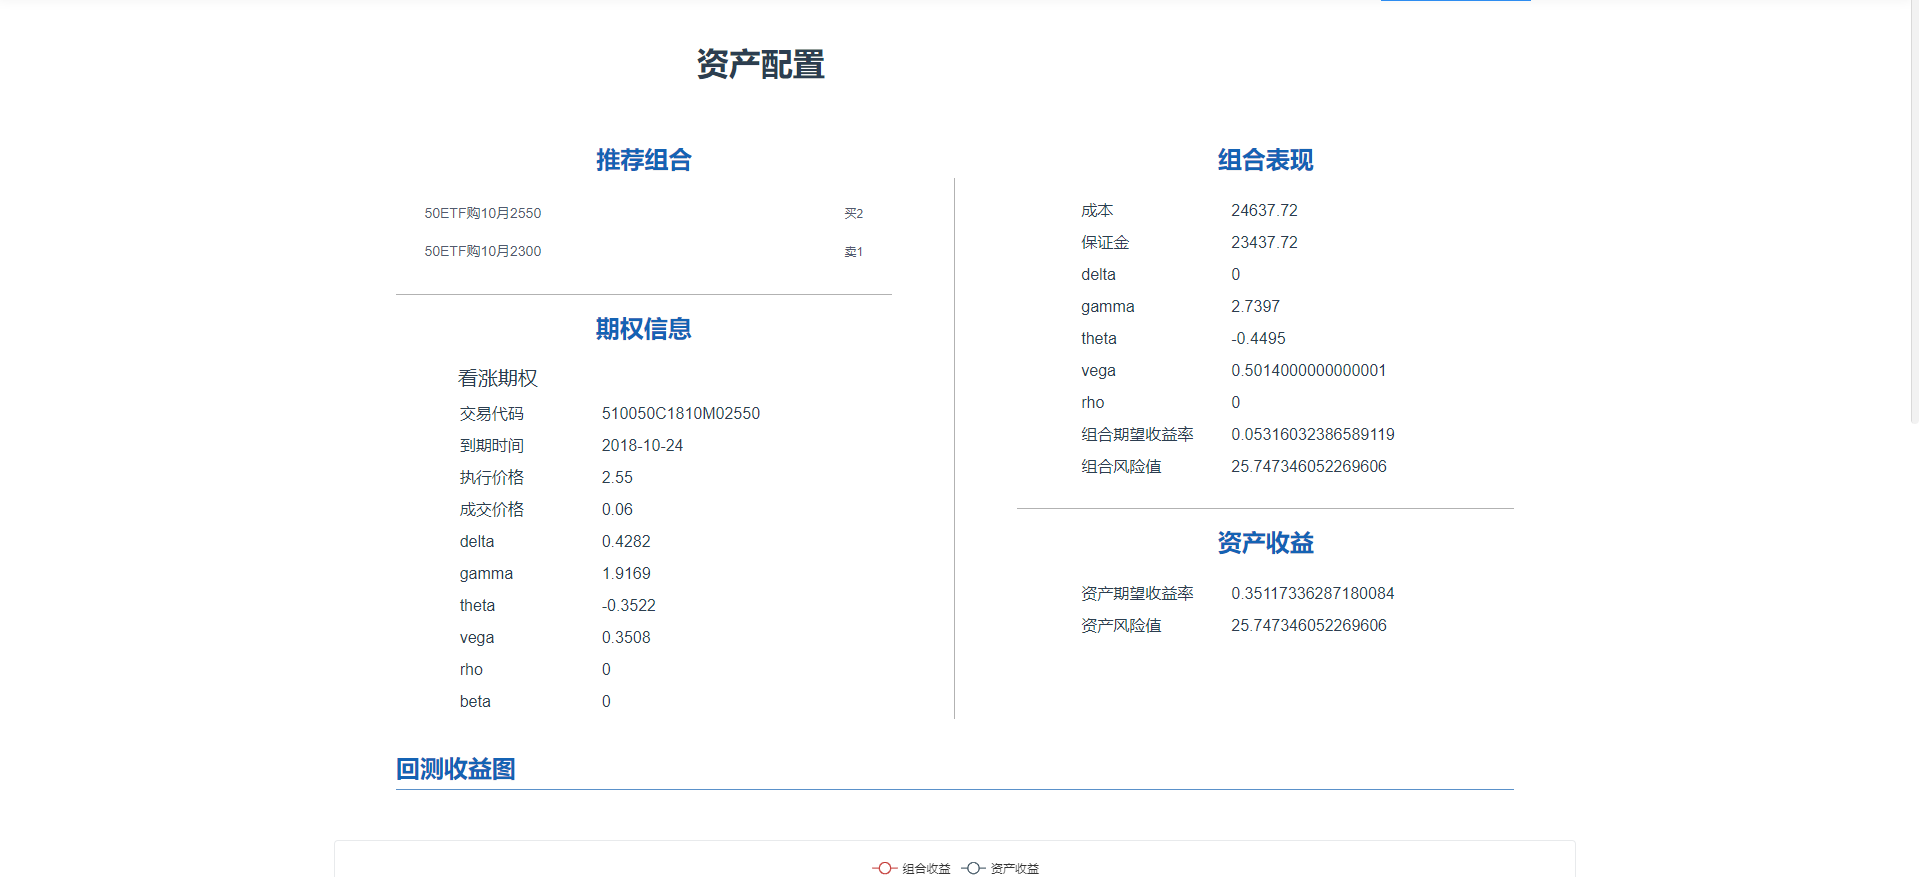 资产配置
推荐组合
50ETF购10月2550 买2
50ETF购10月2300 卖1
期权信息
看涨期权
交易代码 510050C1810M02550
到期时间 2018-10-24
执行价格 2.55
成交价格 0.06
delta 0.4282
gamma 1.9169
theta -0.3522
vega 0.3508
rho 0
beta 0
组合表现
成本 24637.72
保证金 23437.72
delta 0
gamma 2.7397
theta -0.4495
vega 0.5014000000000001
rho 0
组合期望收益率 0.05316032386589119
组合风险值 25.747346052269606
资产收益
资产期望收益率 0.35117336287180084
资产风险值 25.747346052269606
回测收益图
组合收益 资产收益